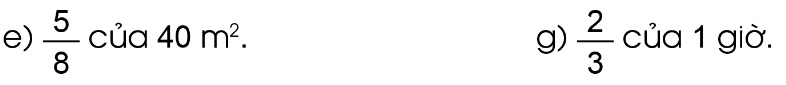 e) 5/8 của 40 m². g) 2/3 của 1 giờ.